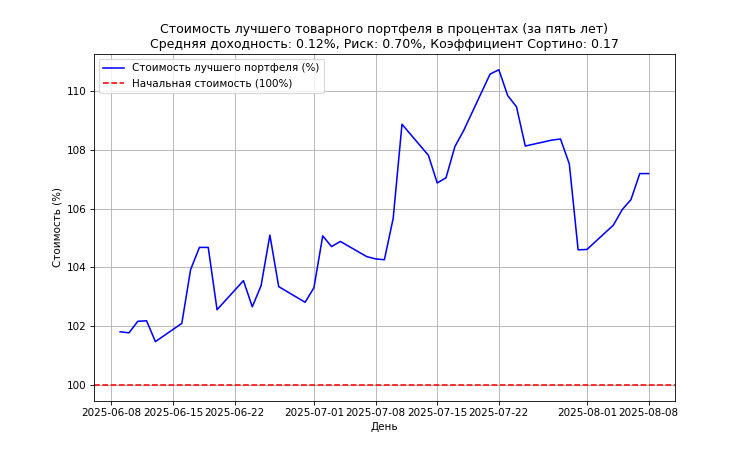 Стоимость лучшего товарного портфеля в процентах (за пять лет)
Средняя доходность: 0.12%, Риск: 0.70%, Коэффициент Сортино: 0.17
Стоимость лучшего портфеля (%)
Начальная стоимость (100%)
Стоимость (%)
110
108
106
104
102
100
2025-06-08 2025-06-15 2025-06-22 2025-07-01 2025-07-08 2025-07-15 2025-07-22 2025-08-01 2025-08-08
День